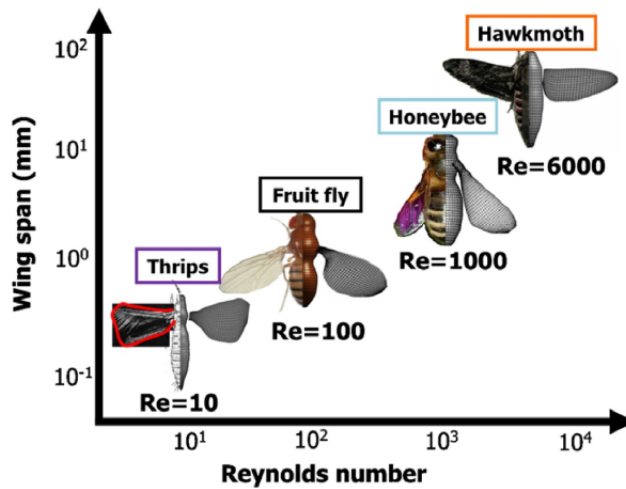 Wing span (mm)
10²
10¹
10⁰
10⁻¹
Hawkmoth
Re=6000
Honeybee
Re=1000
Fruit fly
Re=100
Thrips
Re=10
10¹
10²
10³
10⁴
Reynolds number